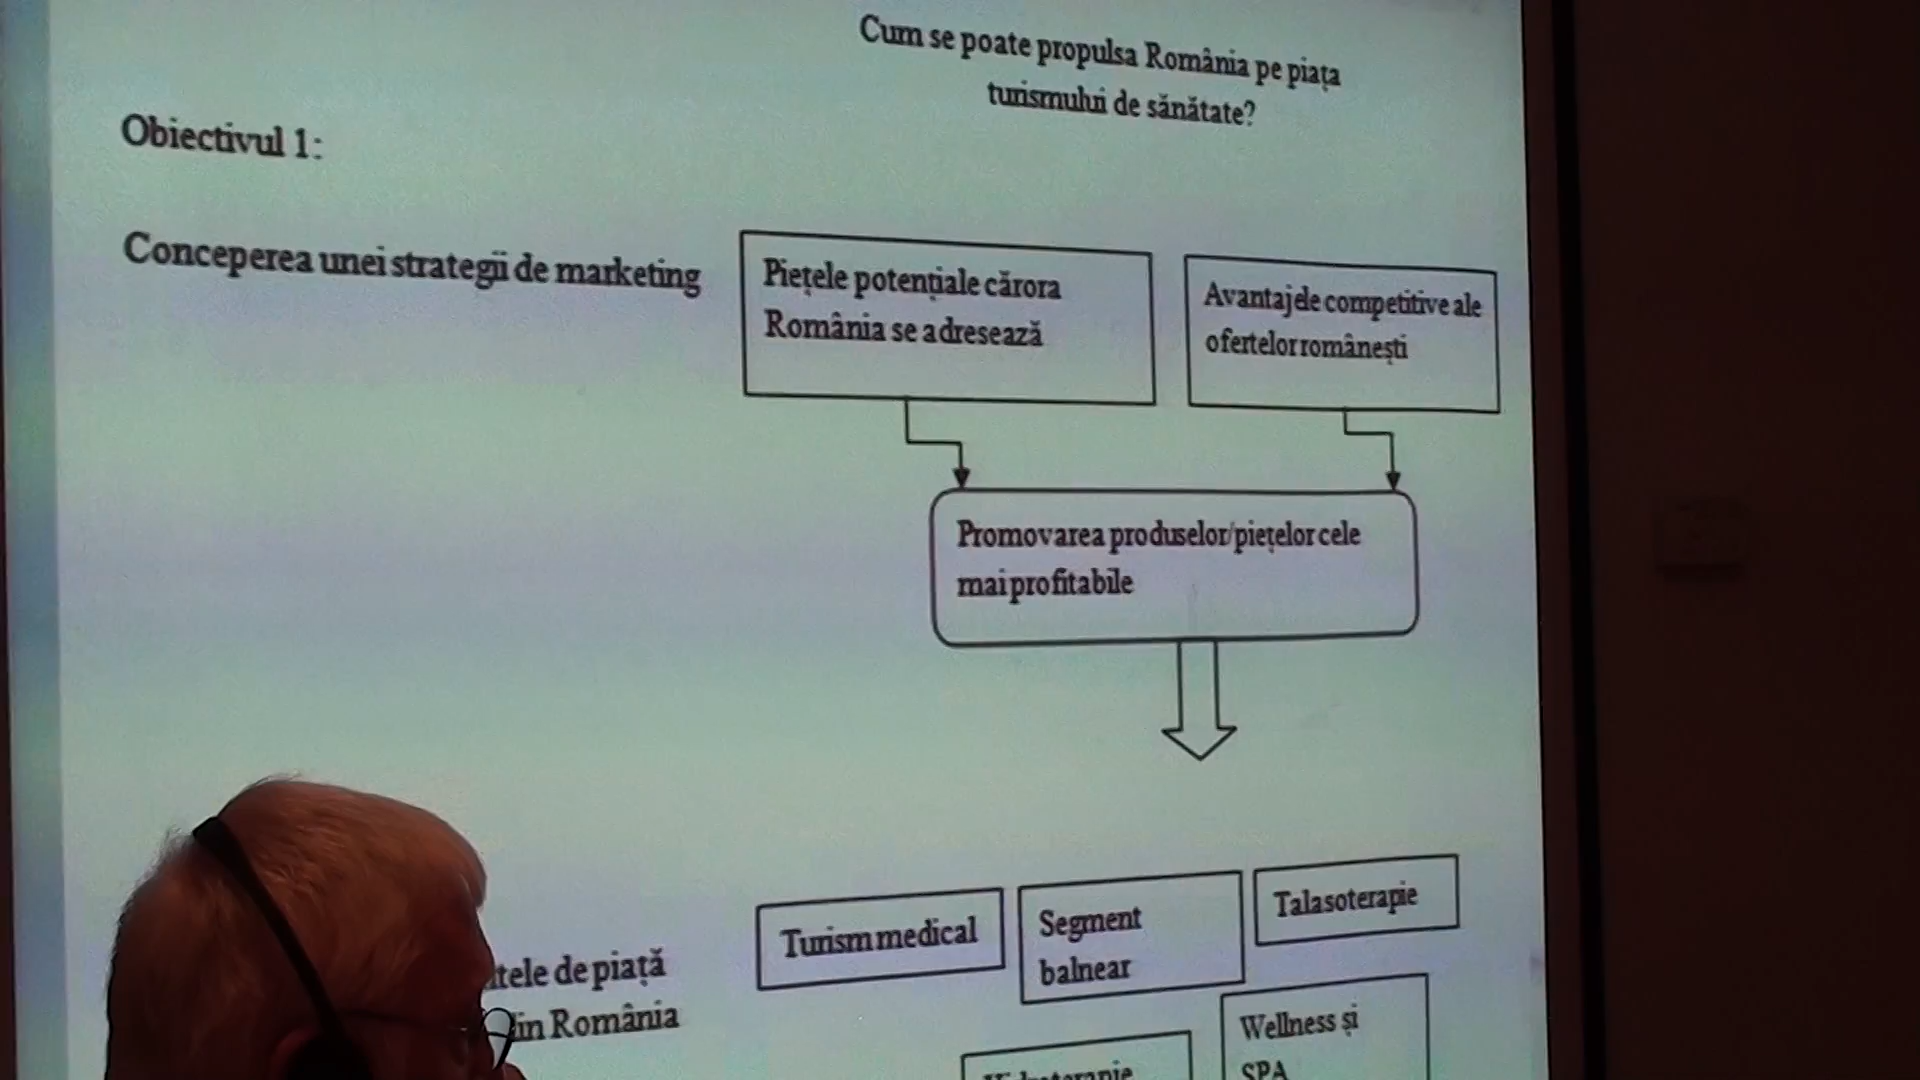 Cum se poate propulsa România pe piața
turismului de sănătate?
Obiectivul 1:
Conceperea unei strategii de marketing
Piețele potențiale cărora
România se adresează
Avantajele competitive ale
ofertelor românești
Promovarea produselor/piețelor cele
mai profitabile
Turism medical
Segment
balnear
Talasoterapie
de piață
din România
Wellness și
SPA